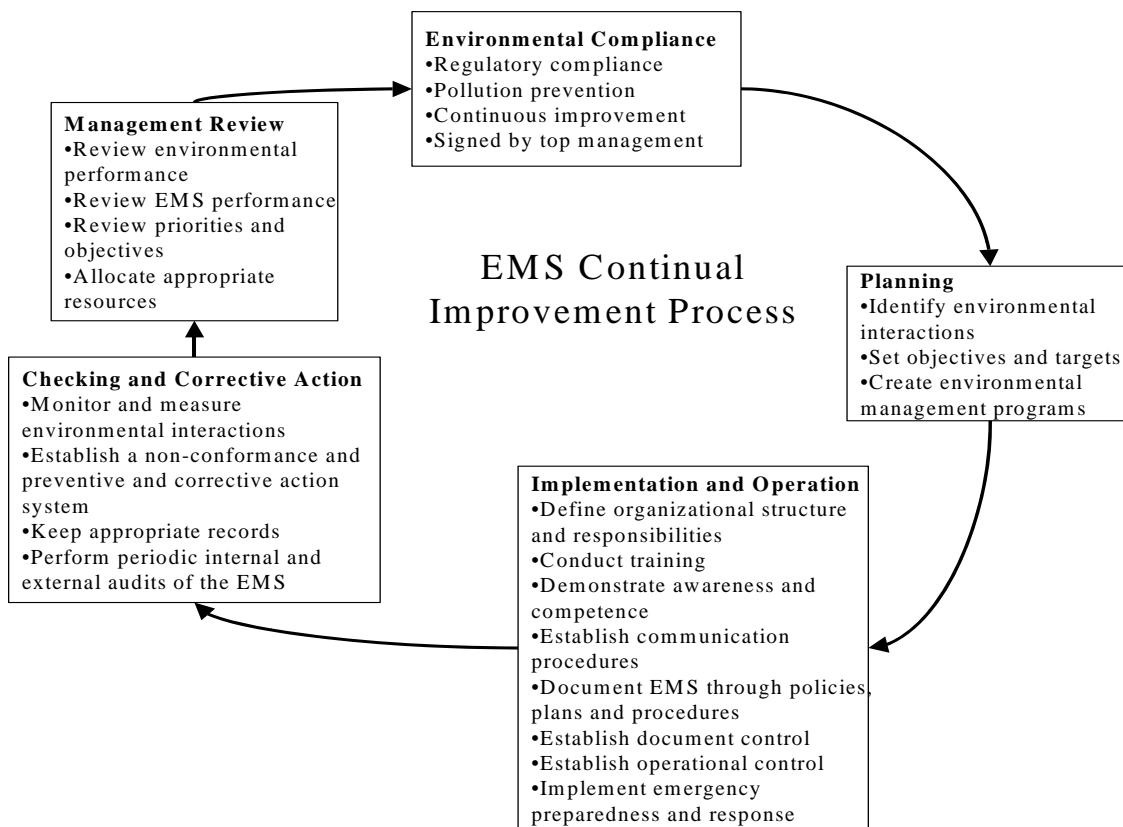 Environmental Compliance
•Regulatory compliance
•Pollution prevention
•Continuous improvement
•Signed by top management
Management Review
•Review environmental
performance
•Review EMS performance
•Review priorities and
objectives
•Allocate appropriate
resources
EMS Continual
Improvement Process
Planning
•Identify environmental
interactions
•Set objectives and targets
•Create environmental
management programs
Checking and Corrective Action
•Monitor and measure
environmental interactions
•Establish a non-conformance and
preventive and corrective action
system
•Keep appropriate records
•Perform periodic internal and
external audits of the EMS
Implementation and Operation
•Define organizational structure
and responsibilities
•Conduct training
•Demonstrate awareness and
competence
•Establish communication
procedures
•Document EMS through policies,
plans and procedures
•Establish document control
•Establish operational control
•Implement emergency
preparedness and response